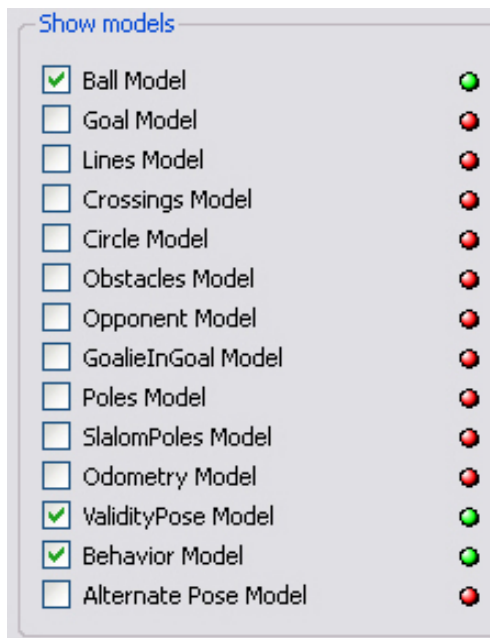 Show models
Ball Model
Goal Model
Lines Model
Crossings Model
Circle Model
Obstacles Model
Opponent Model
GoalieInGoal Model
Poles Model
SlalomPoles Model
Odometry Model
ValidityPose Model
Behavior Model
Alternate Pose Model